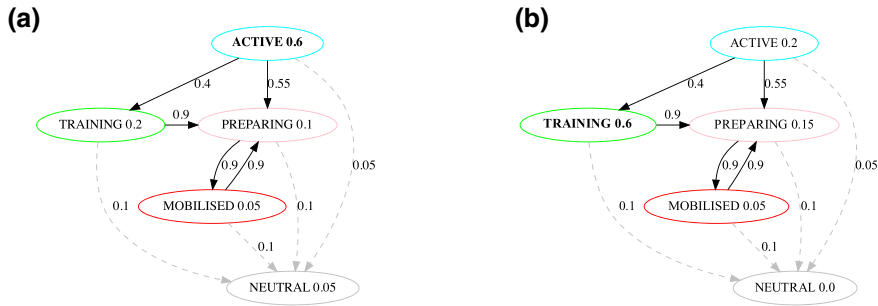 (a)
ACTIVE 0.6
0.4
0.55
TRAINING 0.2
0.9
PREPARING 0.1
0.9
0.9
0.05
MOBILISED 0.05
0.1
0.1
0.1
NEUTRAL 0.05
(b)
ACTIVE 0.2
0.4
0.55
TRAINING 0.6
0.9
PREPARING 0.15
0.9
0.9
0.05
MOBILISED 0.05
0.1
0.1
0.1
NEUTRAL 0.0